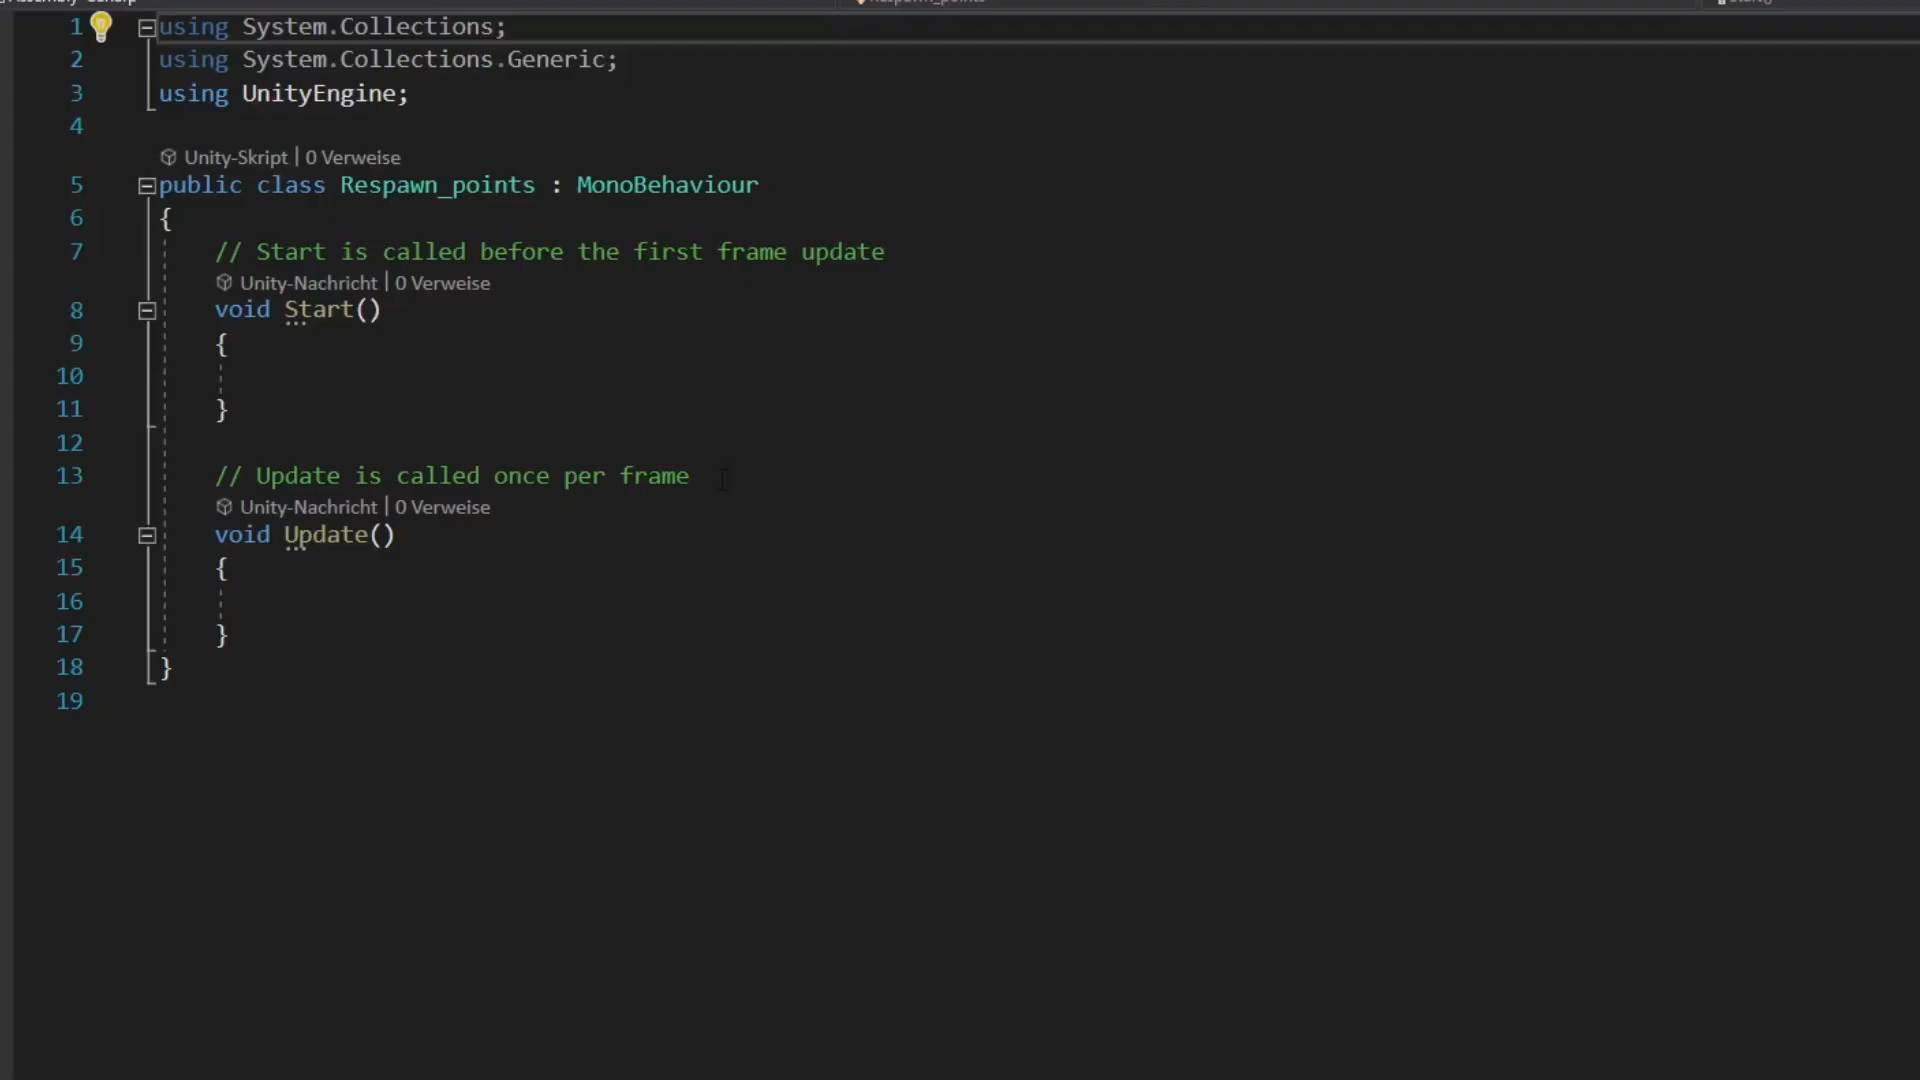 1 using System.Collections;
2 using System.Collections.Generic;
3 using UnityEngine;
4
Unity-Skript | 0 Verweise
5 public class Respawn_points : MonoBehaviour
6 {
7 // Start is called before the first frame update
Unity-Nachricht | 0 Verweise
8 void Start()
9 {
10
11 }
12
13 // Update is called once per frame
Unity-Nachricht | 0 Verweise
14 void Update()
15 {
16
17 }
18 }
19